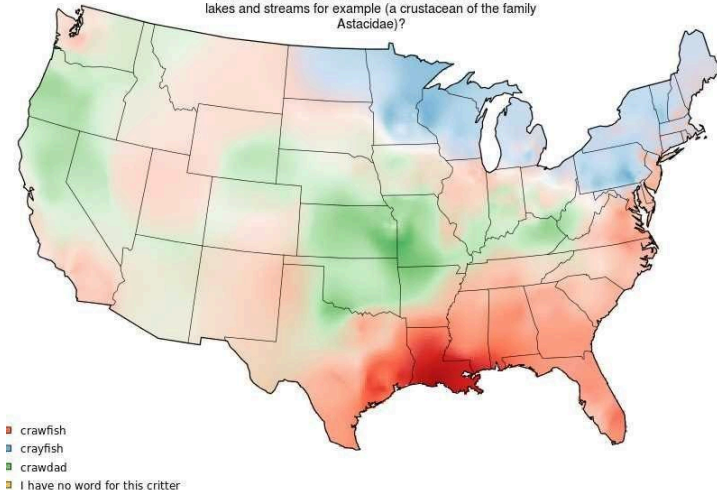 lakes and streams for example (a crustacean of the family
Astacidae)?
crawfish
crayfish
crawdad
I have no word for this critter